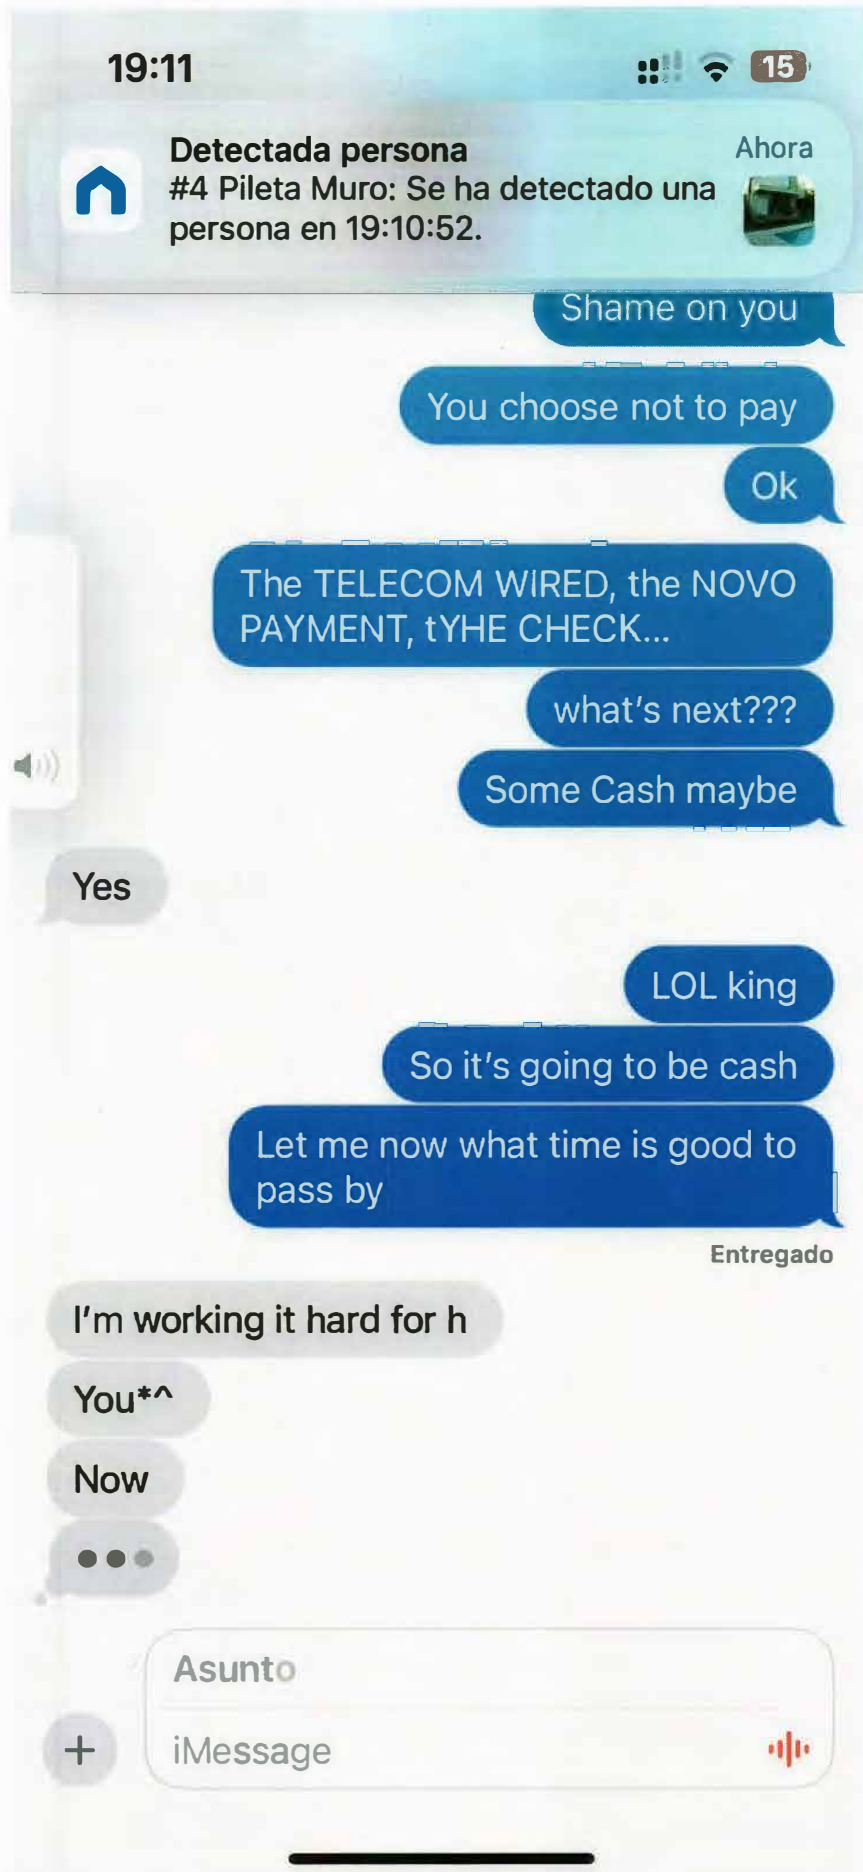 19:11
15
Detectada persona
Ahora
#4 Pileta Muro: Se ha detectado una
persona en 19:10:52.
Shame on you
You choose not to pay
Ok
The TELECOM WIRED, the NOVO
PAYMENT, tYHE CHECK...
what's next???
Some Cash maybe
Yes
LOL king
So it's going to be cash
Let me now what time is good to
pass by
Entregado
I'm working it hard for h
You*^
Now
Asunto
iMessage